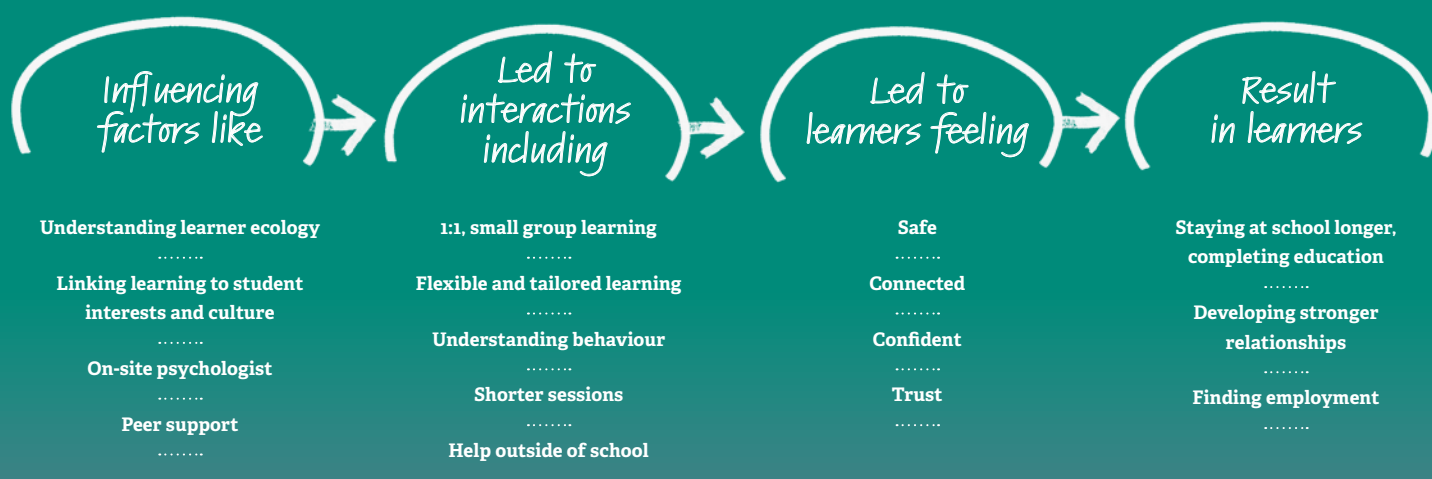 Influencing
factors like
Understanding learner ecology
Linking learning to student
interests and culture
On-site psychologist
Peer support
Led to
interactions
including
1:1, small group learning
Flexible and tailored learning
Understanding behaviour
Shorter sessions
Help outside of school
Led to
learners feeling
Safe
Connected
Confident
Trust
Result
in learners
Staying at school longer,
completing education
Developing stronger
relationships
Finding employment